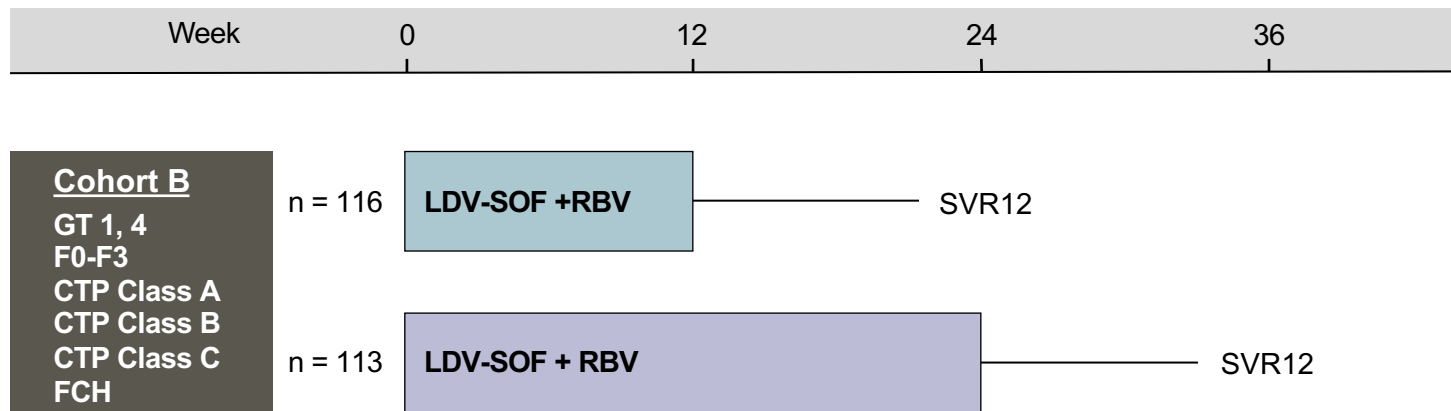 Week 0 12 24 36
Cohort B
GT 1, 4
F0-F3
CTP Class A
CTP Class B
CTP Class C
FCH
n = 116 LDV-SOF +RBV SVR12
n = 113 LDV-SOF + RBV SVR12